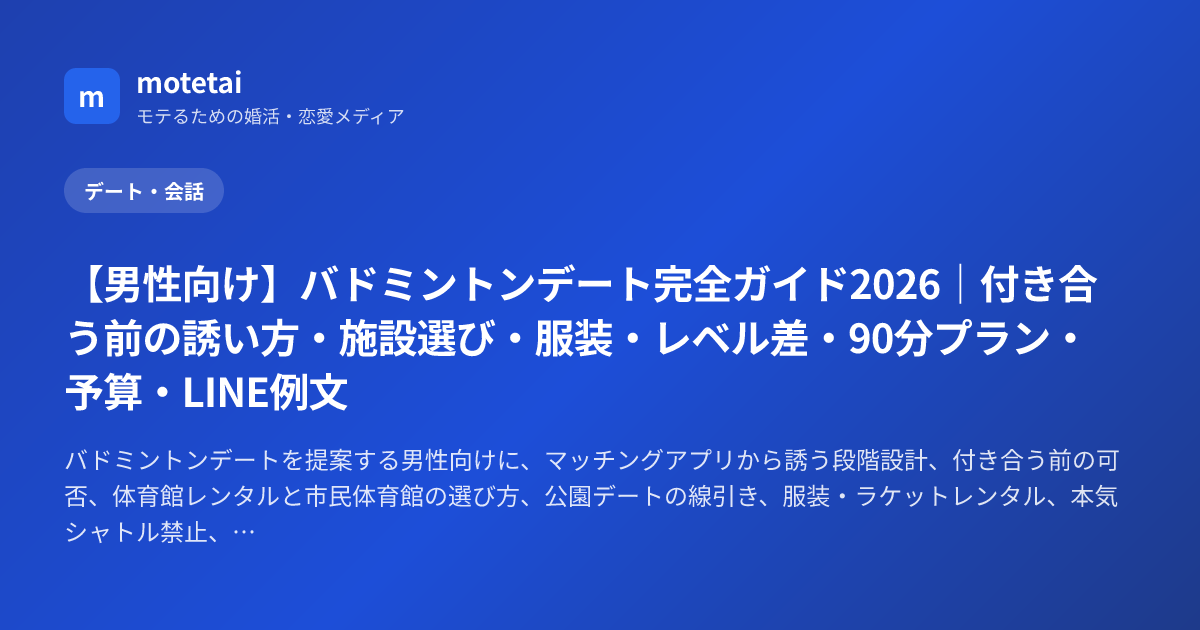 m
motetai
モテるための婚活・恋愛メディア
デート・会話
【男性向け】バドミントンデート完全ガイド2026｜付き合
う前の誘い方・施設選び・服装・レベル差・90分プラン・
予算・LINE例文
バドミントンデートを提案する男性向けに、マッチングアプリから誘う段階設計、付き合う前の可
否、体育館レンタルと市民体育館の選び方、公園デートの線引き、服装・ラケットレンタル、本気
シャトル禁止、…